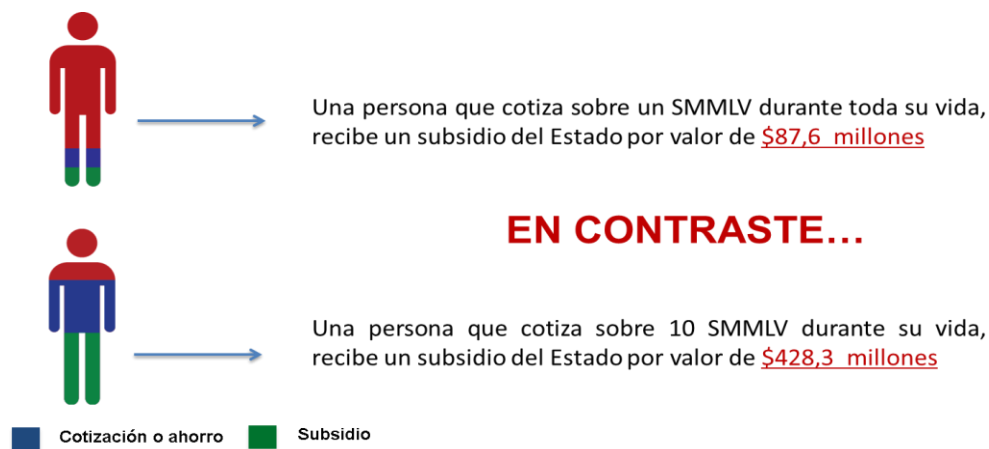 Una persona que cotiza sobre un SMMLV durante toda su vida,
recibe un subsidio del Estado por valor de $87,6 millones
EN CONTRASTE...
Una persona que cotiza sobre 10 SMMLV durante su vida,
recibe un subsidio del Estado por valor de $428,3 millones
Cotización o ahorro
Subsidio